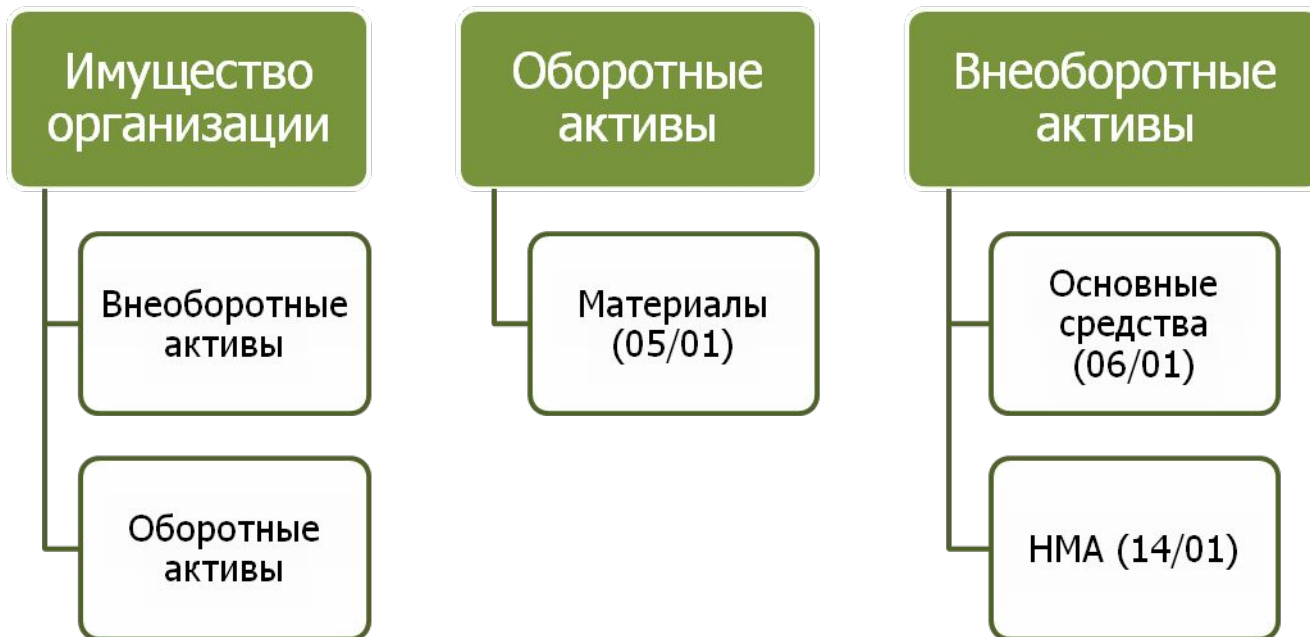 Имущество
организации
Внеоборотные
активы
Оборотные
активы
Оборотные
активы
Материалы
(05/01)
Внеоборотные
активы
Основные
средства
(06/01)
НМА (14/01)